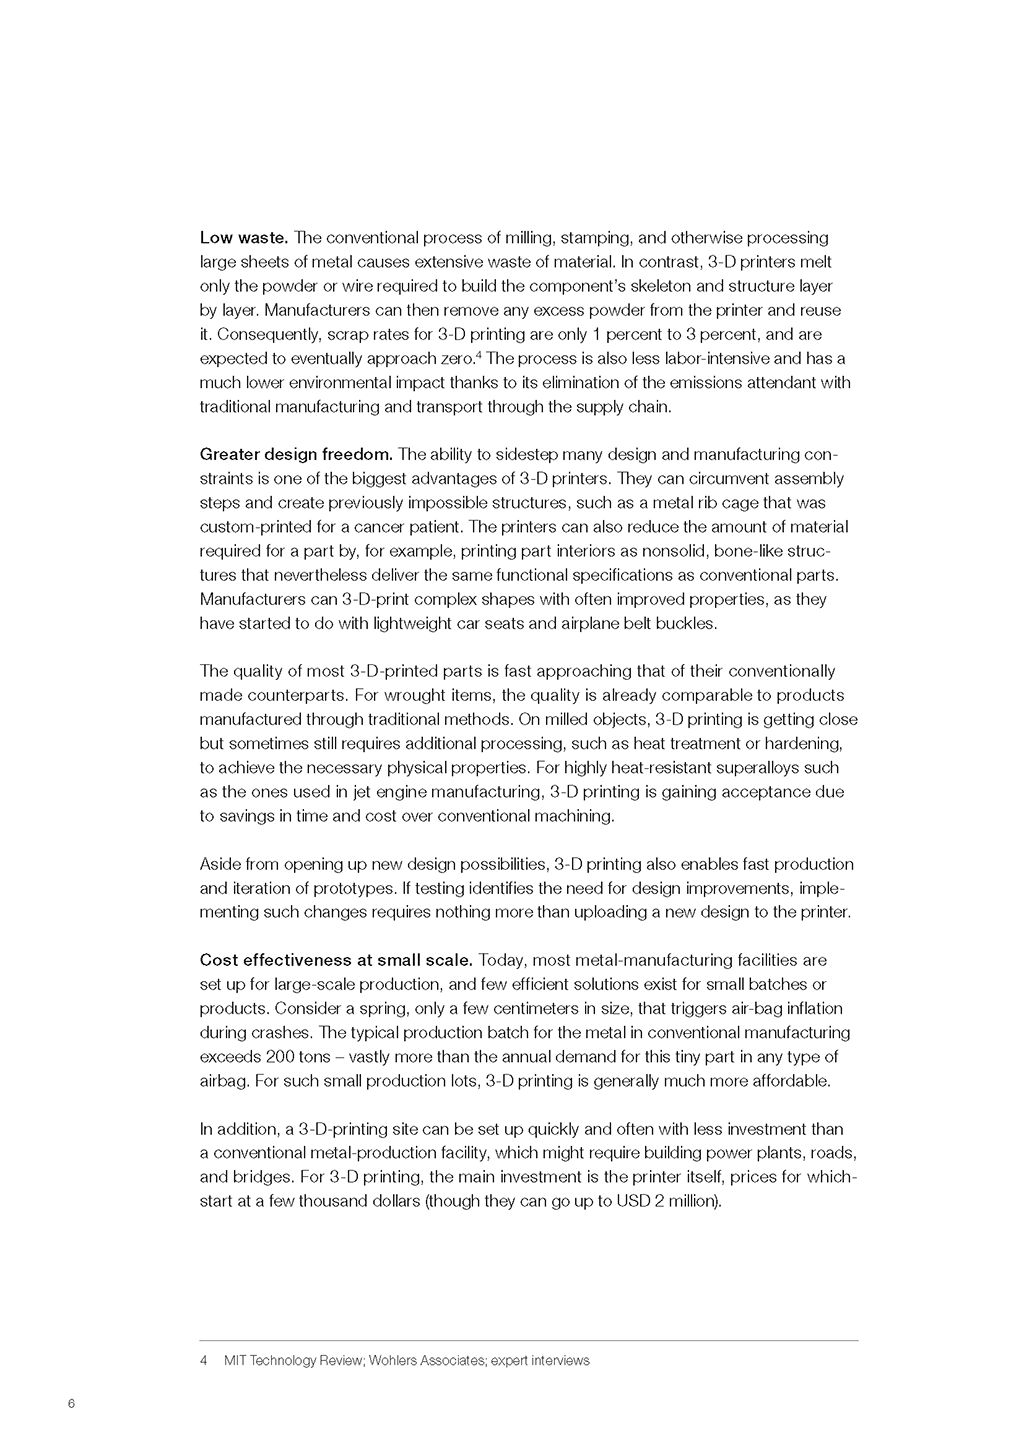 Low waste. The conventional process of milling, stamping, and otherwise processing
large sheets of metal causes extensive waste of material. In contrast, 3-D printers melt
only the powder or wire required to build the component's skeleton and structure layer
by layer. Manufacturers can then remove any excess powder from the printer and reuse
it. Consequently, scrap rates for 3-D printing are only 1 percent to 3 percent, and are
expected to eventually approach zero.⁴ The process is also less labor-intensive and has a
much lower environmental impact thanks to its elimination of the emissions attendant with
traditional manufacturing and transport through the supply chain.
Greater design freedom. The ability to sidestep many design and manufacturing con-
straints is one of the biggest advantages of 3-D printers. They can circumvent assembly
steps and create previously impossible structures, such as a metal rib cage that was
custom-printed for a cancer patient. The printers can also reduce the amount of material
required for a part by, for example, printing part interiors as nonsolid, bone-like struc-
tures that nevertheless deliver the same functional specifications as conventional parts.
Manufacturers can 3-D-print complex shapes with often improved properties, as they
have started to do with lightweight car seats and airplane belt buckles.
The quality of most 3-D-printed parts is fast approaching that of their conventionally
made counterparts. For wrought items, the quality is already comparable to products
manufactured through traditional methods. On milled objects, 3-D printing is getting close
but sometimes still requires additional processing, such as heat treatment or hardening,
to achieve the necessary physical properties. For highly heat-resistant superalloys such
as the ones used in jet engine manufacturing, 3-D printing is gaining acceptance due
to savings in time and cost over conventional machining.
Aside from opening up new design possibilities, 3-D printing also enables fast production
and iteration of prototypes. If testing identifies the need for design improvements, imple-
menting such changes requires nothing more than uploading a new design to the printer.
Cost effectiveness at small scale. Today, most metal-manufacturing facilities are
set up for large-scale production, and few efficient solutions exist for small batches or
products. Consider a spring, only a few centimeters in size, that triggers air-bag inflation
during crashes. The typical production batch for the metal in conventional manufacturing
exceeds 200 tons – vastly more than the annual demand for this tiny part in any type of
airbag. For such small production lots, 3-D printing is generally much more affordable.
In addition, a 3-D-printing site can be set up quickly and often with less investment than
a conventional metal-production facility, which might require building power plants, roads,
and bridges. For 3-D printing, the main investment is the printer itself, prices for which-
start at a few thousand dollars (though they can go up to USD 2 million).
4 MIT Technology Review; Wohlers Associates; expert interviews
6